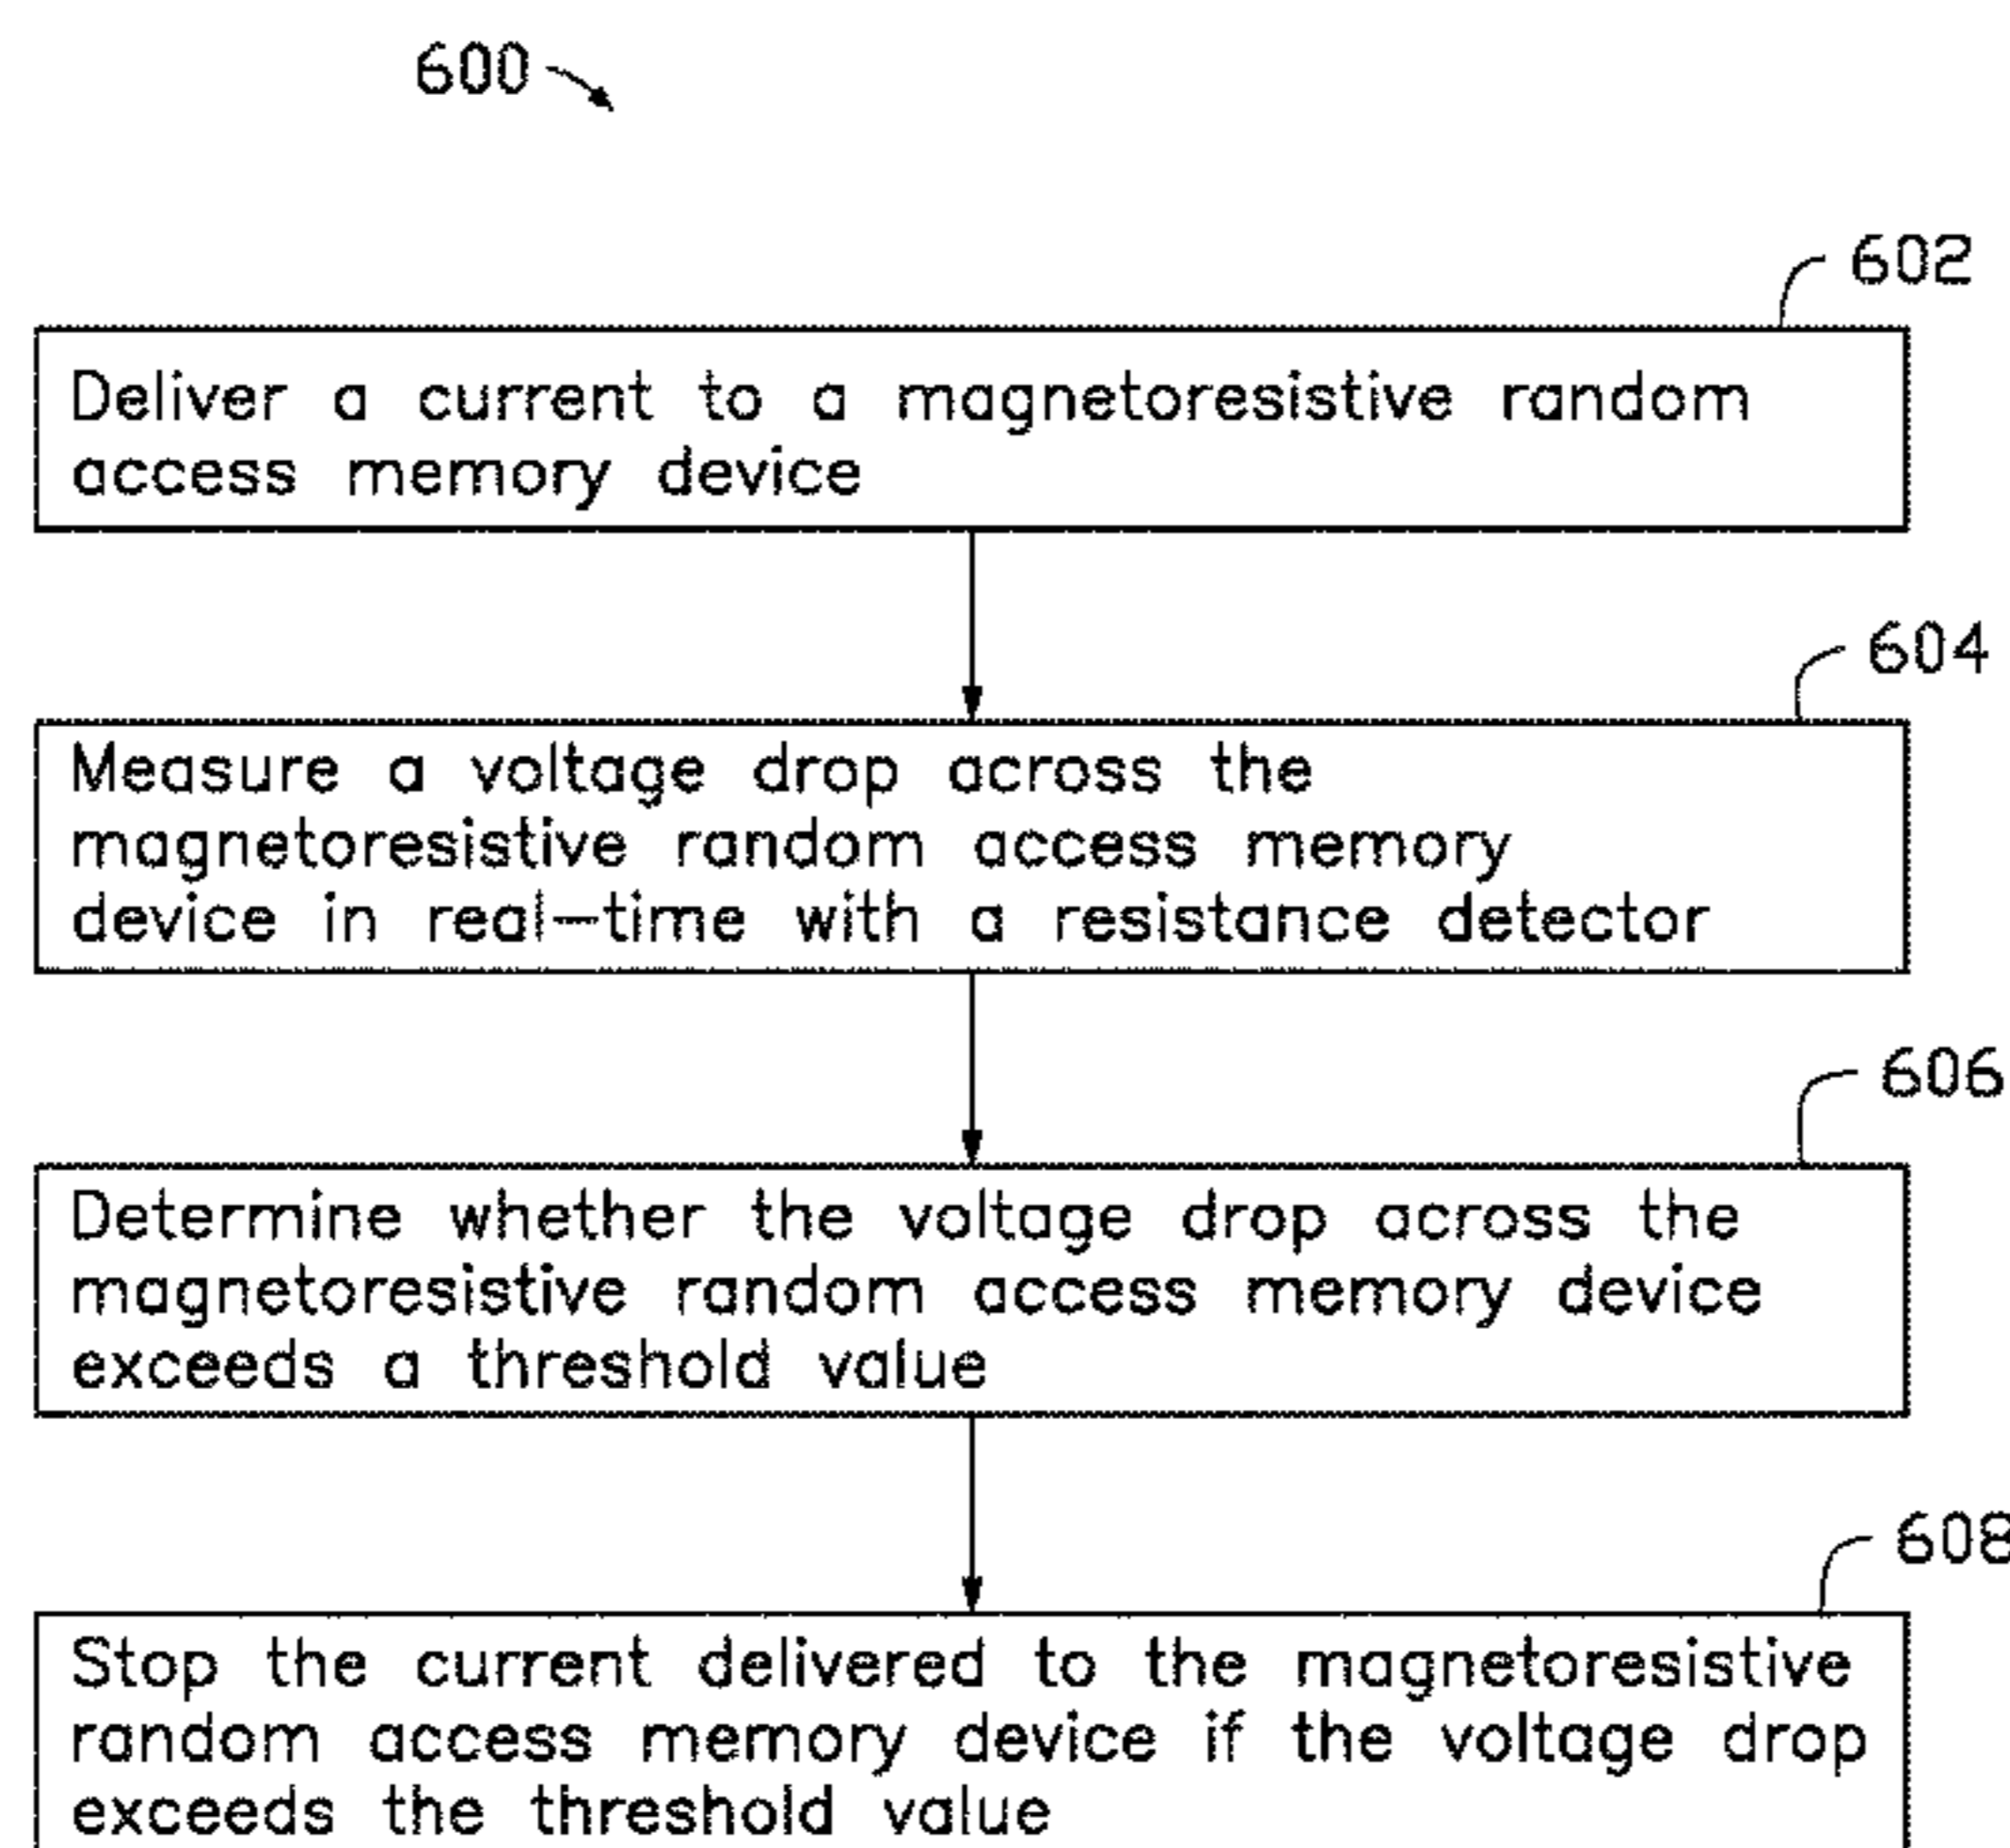 600
602
Deliver a current to a magnetoresistive random
access memory device
604
Measure a voltage drop across the
magnetoresistive random access memory
device in real-time with a resistance detector
606
Determine whether the voltage drop across the
magnetoresistive random access memory device
exceeds a threshold value
608
Stop the current delivered to the magnetoresistive
random access memory device if the voltage drop
exceeds the threshold value